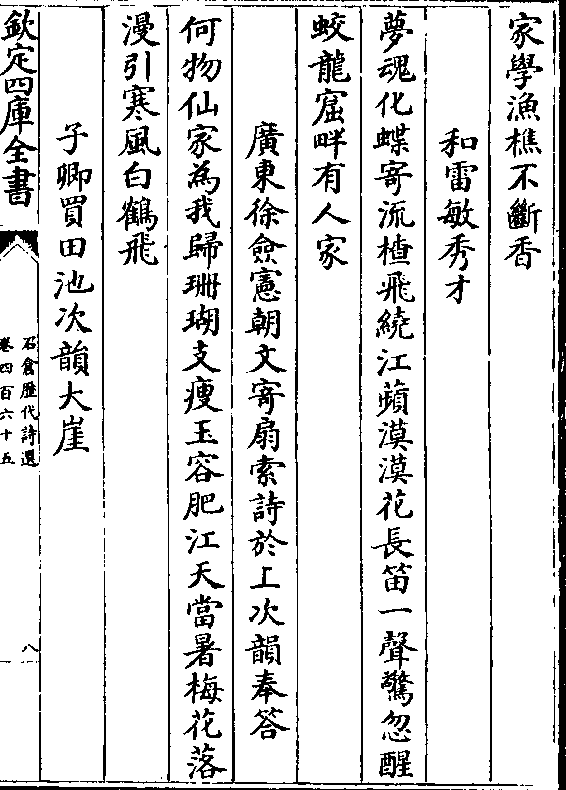 家學漁樵不斷香
和雷敏秀才
夢魂化蝶寄流楂飛繞江蘋漠漠花長笛一聲驚忽醒
蛟龍窟畔有人家
廣東徐僉憲朝文寄扇索詩於上次韻奉答
何物仙家為我歸珊瑚支瘦玉容肥江天當暑梅花落
漫引寒風白鶴飛
子卿買田池次韻大崖
欽定四庫全書
石倉歷代詩選
卷四百六十五
八